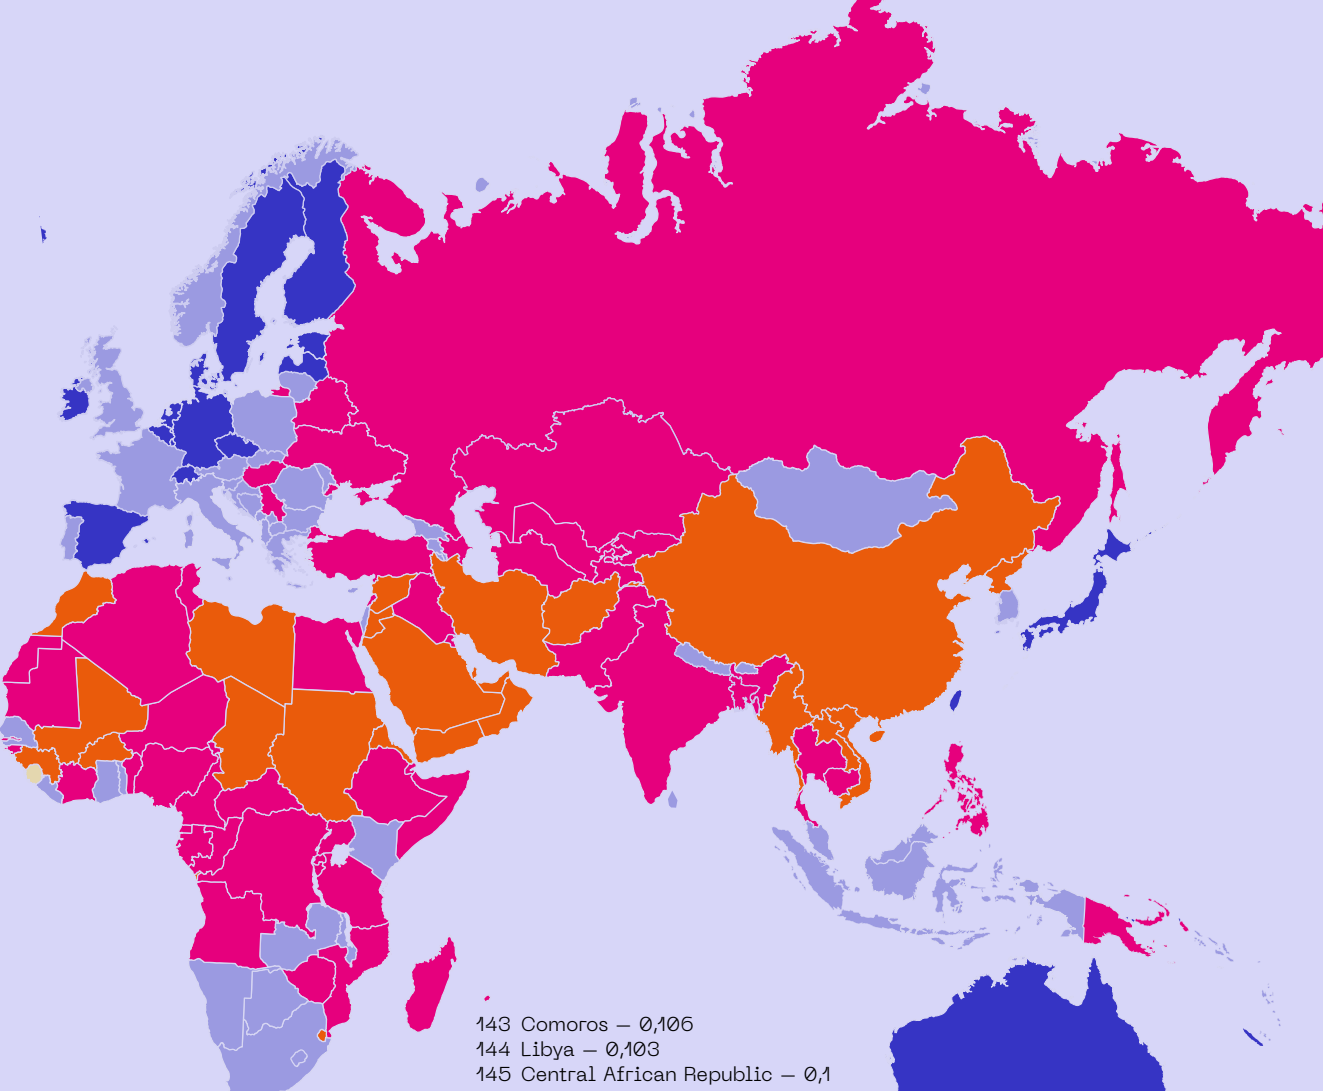 143 Comoros – 0,106
144 Libya – 0,103
145 Central African Republic – 0,1